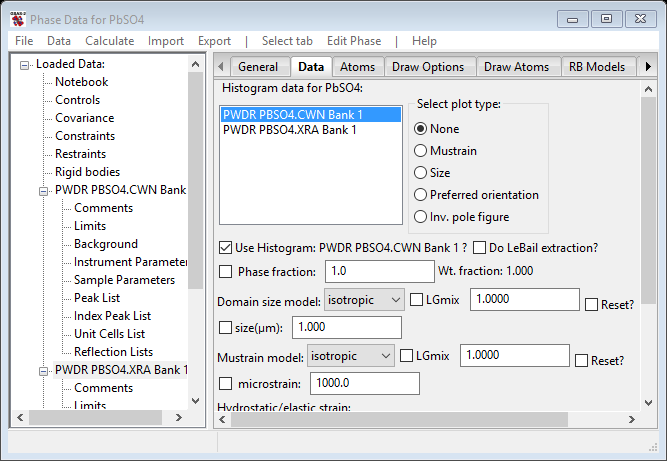 Phase Data for PbSO4
File Data Calculate Import Export | Select tab Edit Phase | Help
Loaded Data:
Notebook
Controls
Covariance
Constraints
Restraints
Rigid bodies
PWDR PBSO4.CWN Bank
Comments
Limits
Background
Instrument Parameter
Sample Parameters
Peak List
Index Peak List
Unit Cells List
Reflection Lists
PWDR PBSO4.XRA Bank 1
Comments
Limits
General Data Atoms Draw Options Draw Atoms RB Models
Histogram data for PbSO4:
PWDR PBSO4.CWN Bank 1
PWDR PBSO4.XRA Bank 1
Select plot type:
None
Mustrain
Size
Preferred orientation
Inv. pole figure
Use Histogram: PWDR PBSO4.CWN Bank 1 ? Do LeBail extraction?
Phase fraction: 1.0 Wt. fraction: 1.000
Domain size model: isotropic LGmix 1.0000 Reset?
size(μm): 1.000
Mustrain model: isotropic LGmix 1.0000 Reset?
microstrain: 1000.0
Hydrostatic/elastic strain: